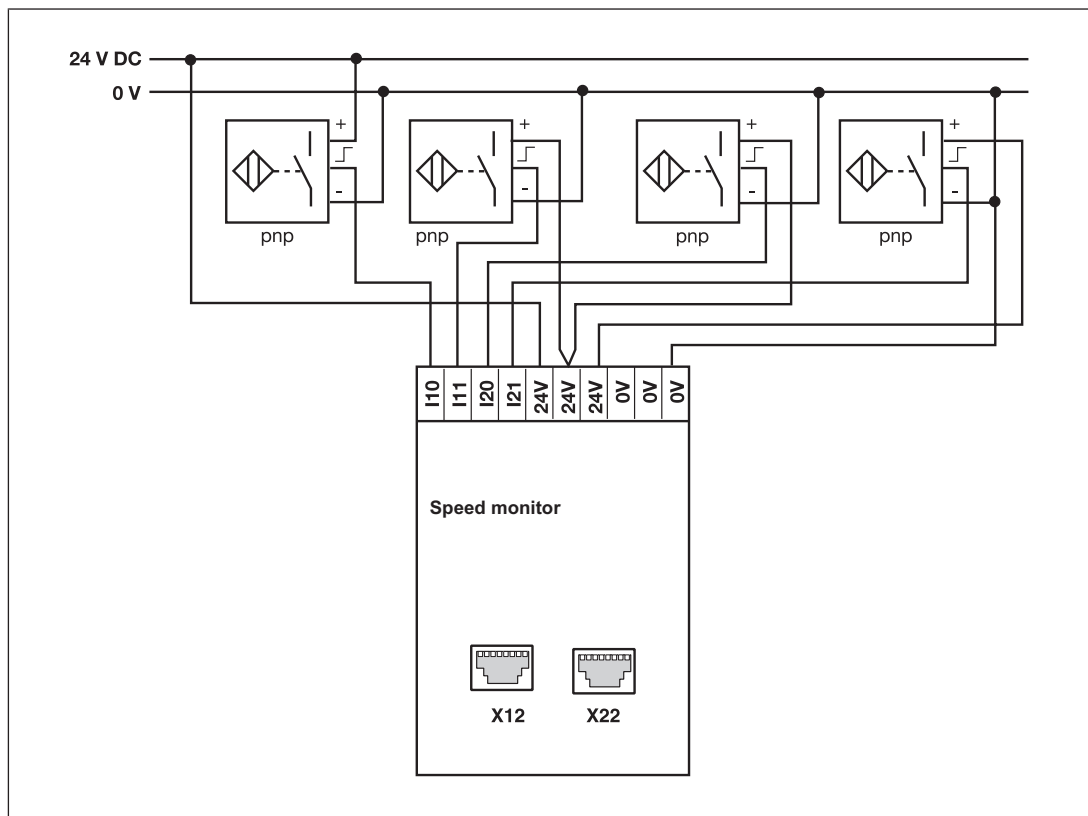 24 V DC
0 V
+ + + +
- - - -
pnp pnp pnp pnp
I10 I11 I20 I21 24V 24V 24V 0V 0V 0V
Speed monitor
X12 X22